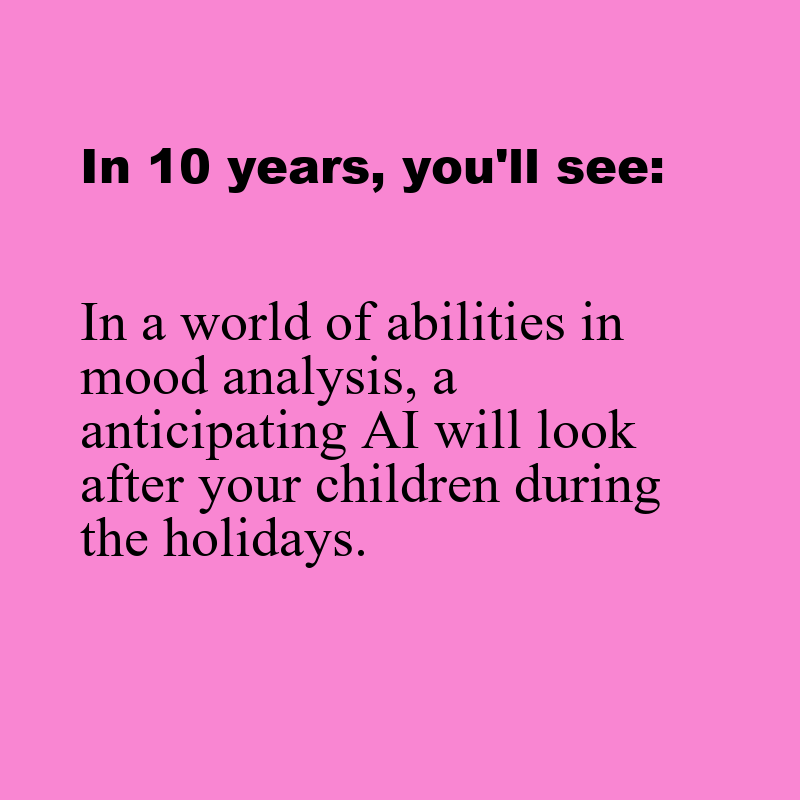 In 10 years, you'll see:
In a world of abilities in
mood analysis, a
anticipating AI will look
after your children during
the holidays.